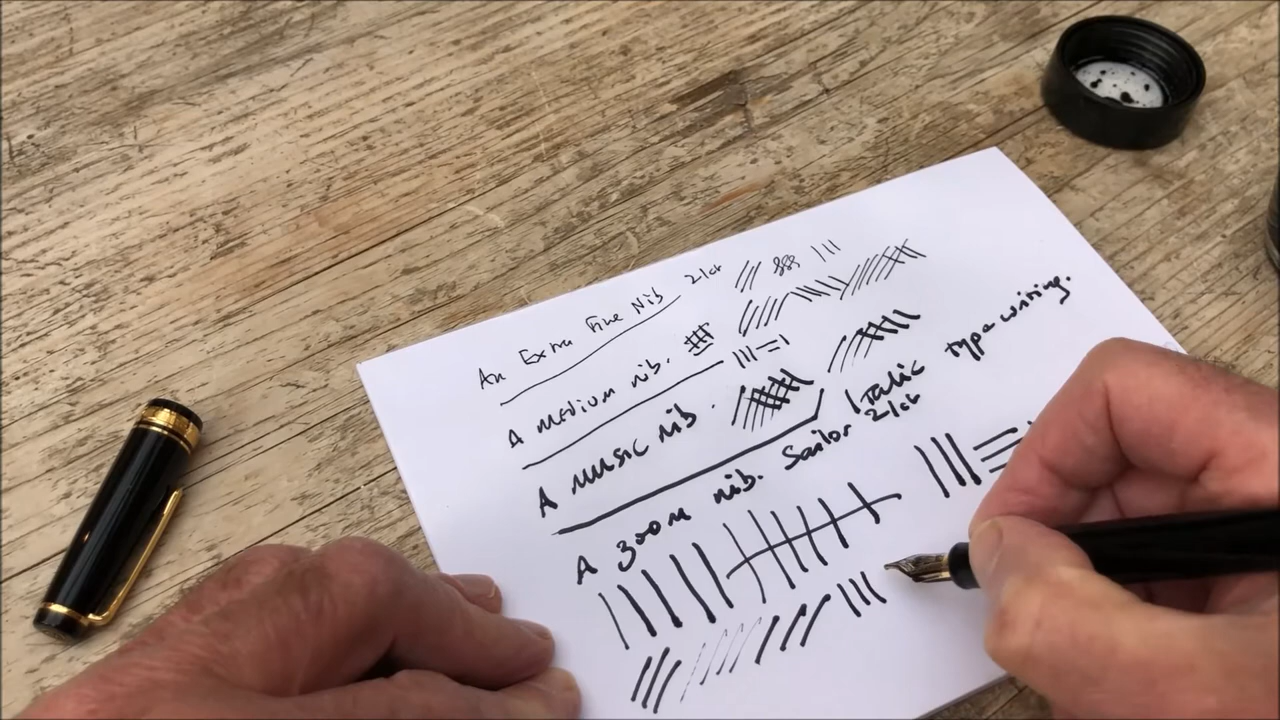 An Extra Fine Nib 21ct
A medium nib.
A music nib.
A zoom nib. Sailor 21ct
Italic type writing.